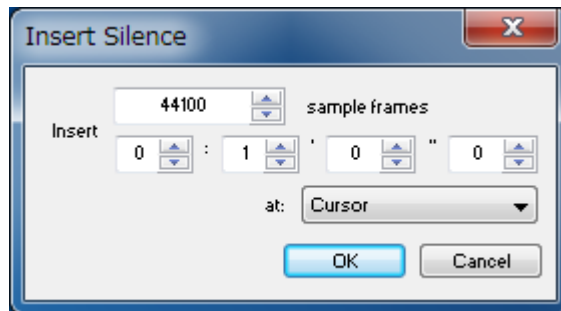 Insert Silence
44100 sample frames
Insert
0 : 1 ' 0 " 0
at: Cursor
OK Cancel